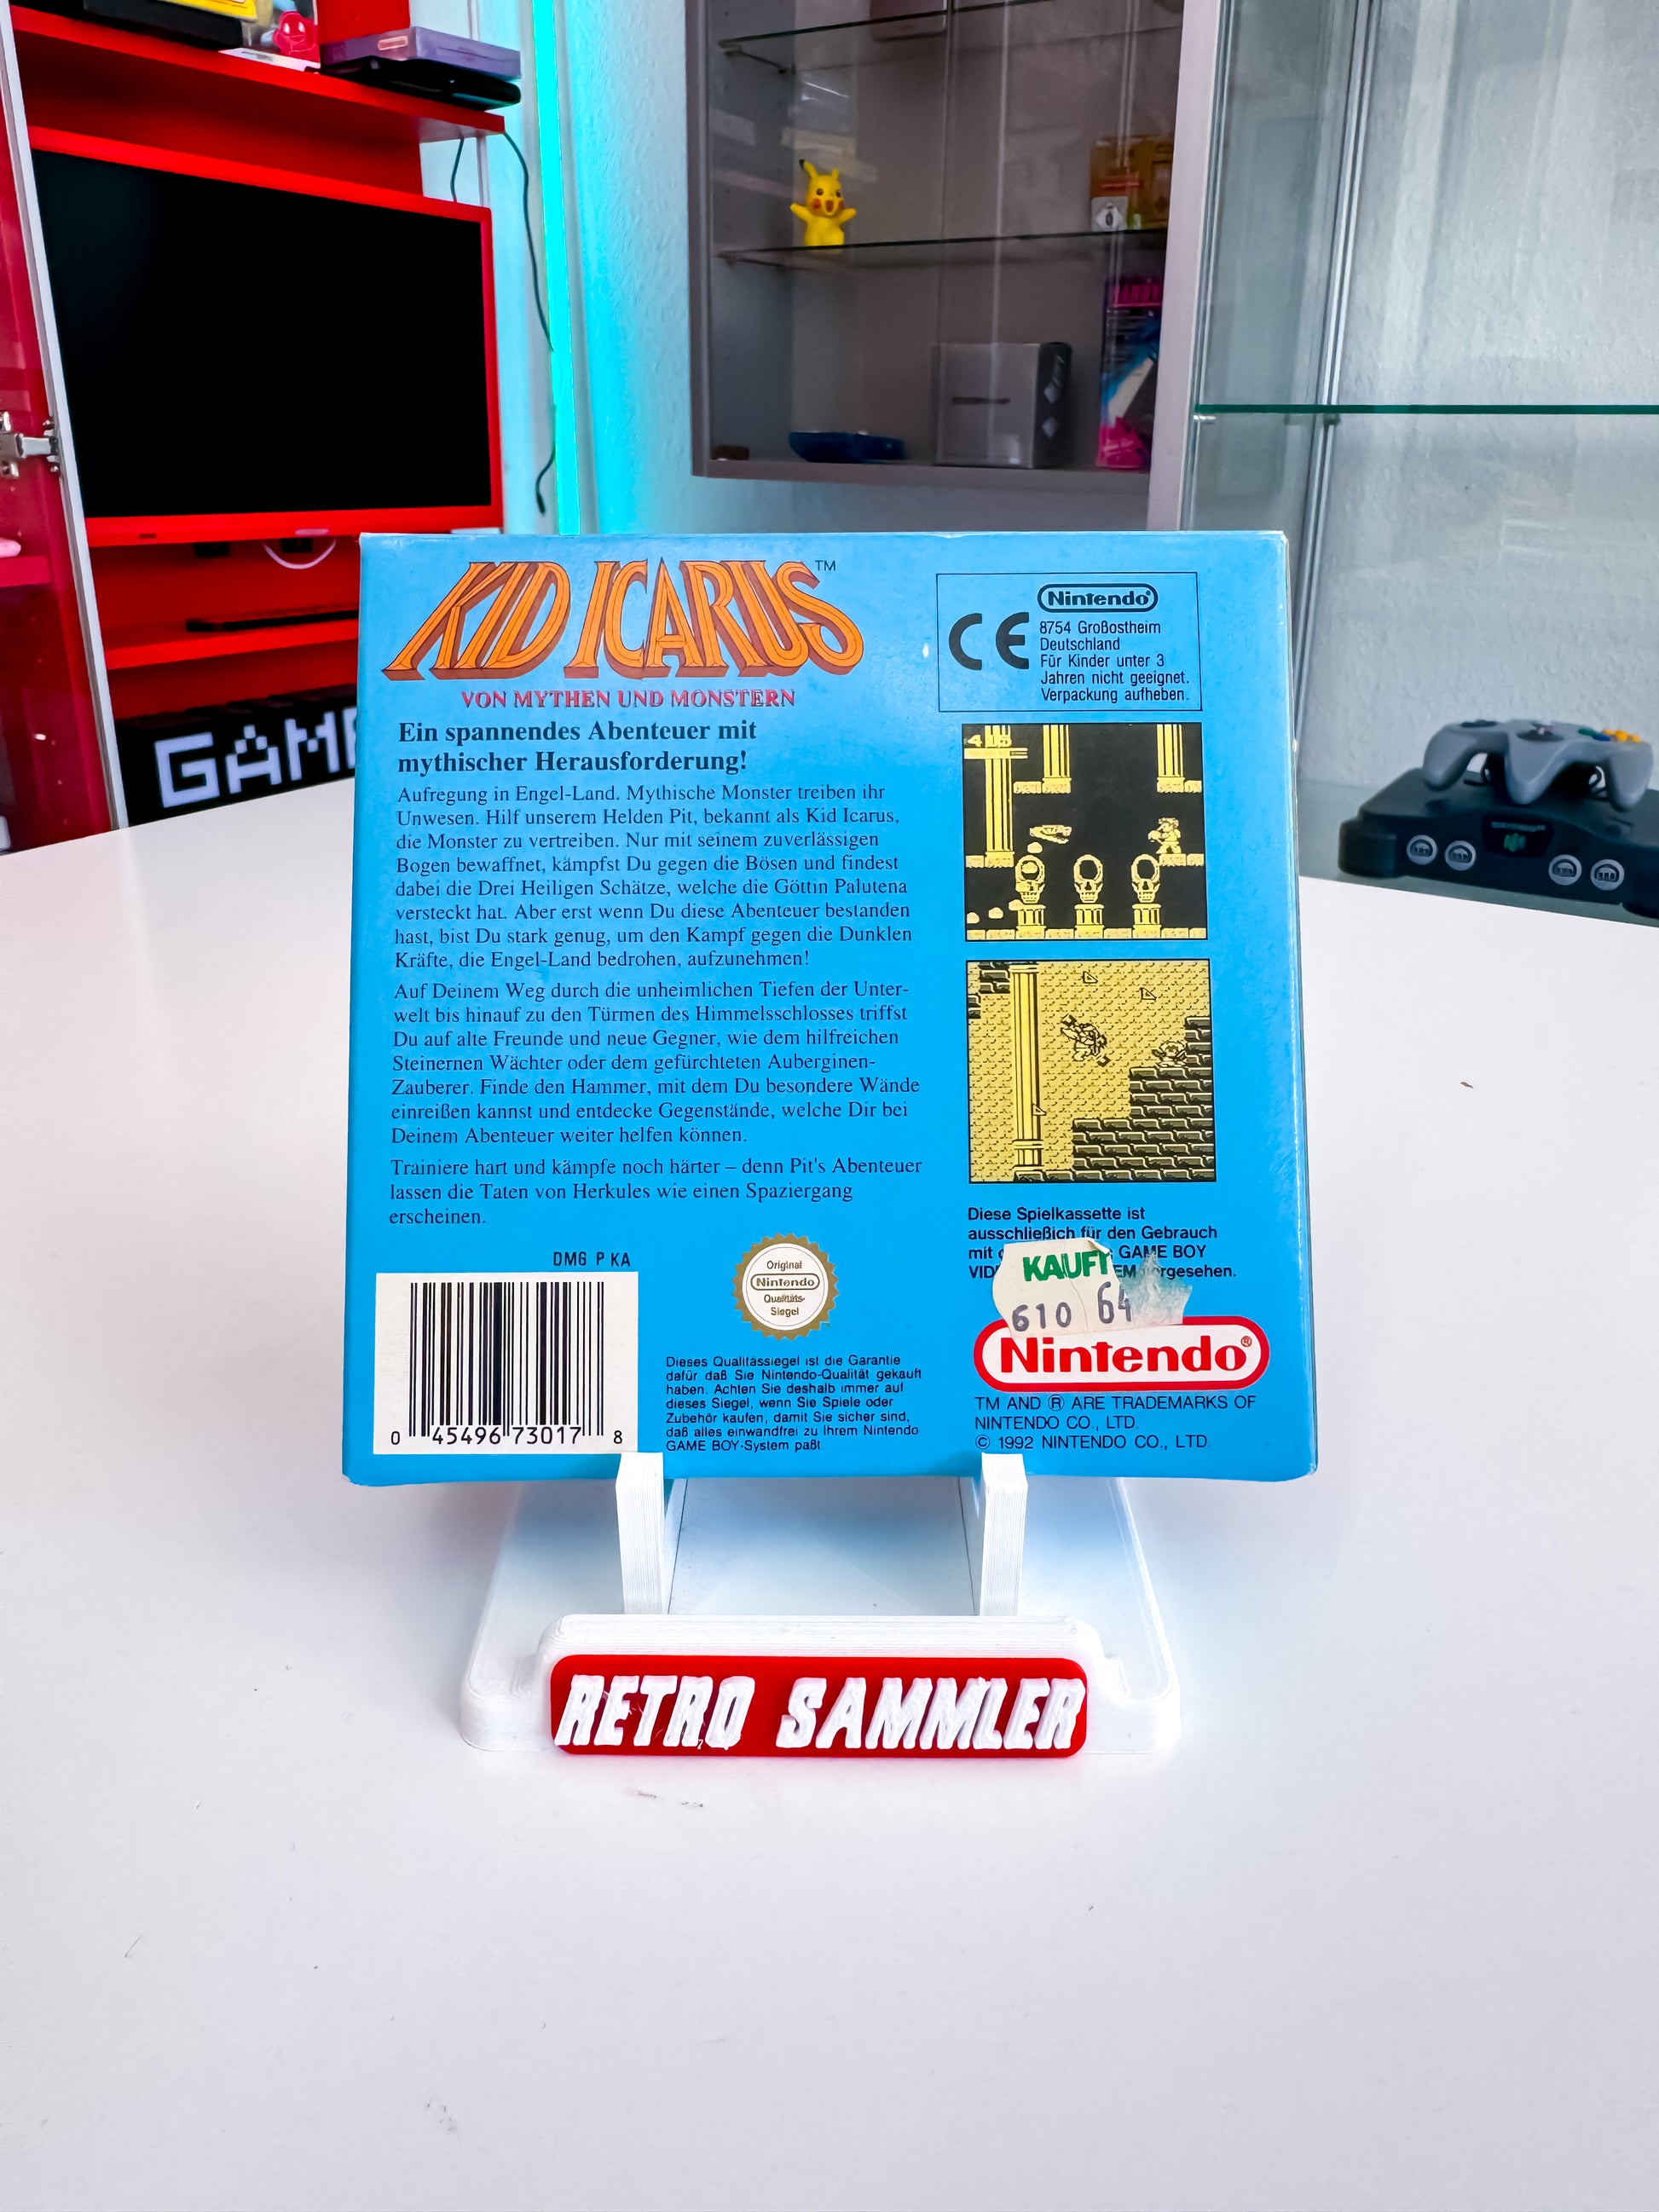 KID ICARUS™
VON MYTHEN UND MONSTERN
Ein spannendes Abenteuer mit
mythischer Herausforderung!
Aufregung in Engel-Land. Mythische Monster treiben ihr
Unwesen. Hilf unserem Helden Pit, bekannt als Kid Icarus,
die Monster zu vertreiben. Nur mit seinem zuverlässigen
Bogen bewaffnet, kämpfst Du gegen die Bösen und findest
dabei die Drei Heiligen Schätze, welche die Göttin Palutena
versteckt hat. Aber erst wenn Du diese Abenteuer bestanden
hast, bist Du stark genug, um den Kampf gegen die Dunklen
Kräfte, die Engel-Land bedrohen, aufzunehmen!
Auf Deinem Weg durch die unheimlichen Tiefen der Unter-
welt bis hinauf zu den Türmen des Himmelsschlosses triffst
Du auf alte Freunde und neue Gegner, wie dem hilfreichen
Steinernen Wächter oder dem gefürchteten Auberginen-
Zauberer. Finde den Hammer, mit dem Du besondere Wände
einreißen kannst und entdecke Gegenstände, welche Dir bei
Deinem Abenteuer weiter helfen können.
Trainiere hart und kämpfe noch härter – denn Pit's Abenteuer
lassen die Taten von Herkules wie einen Spaziergang
erscheinen.
DMG P KA
0 45496 73017 8
Original
Nintendo
Qualitäts-
Siegel
Dieses Qualitässiegel ist die Garantie
dafür daß Sie Nintendo-Qualität gekauft
haben. Achten Sie deshalb immer auf
dieses Siegel, wenn Sie Spiele oder
Zubehör kaufen, damit Sie sicher sind,
daß alles einwandfrei zu Ihrem Nintendo
GAME BOY-System paßt
Nintendo®
CE
8754 Großostheim
Deutschland
Für Kinder unter 3
Jahren nicht geeignet.
Verpackung aufheben.
Diese Spielkassette ist
ausschließich für den Gebrauch
mit GAME BOY
KAUFT
610 64
Nintendo®
TM AND ® ARE TRADEMARKS OF
NINTENDO CO., LTD.
© 1992 NINTENDO CO., LTD.
RETRO SAMMLER
GAME